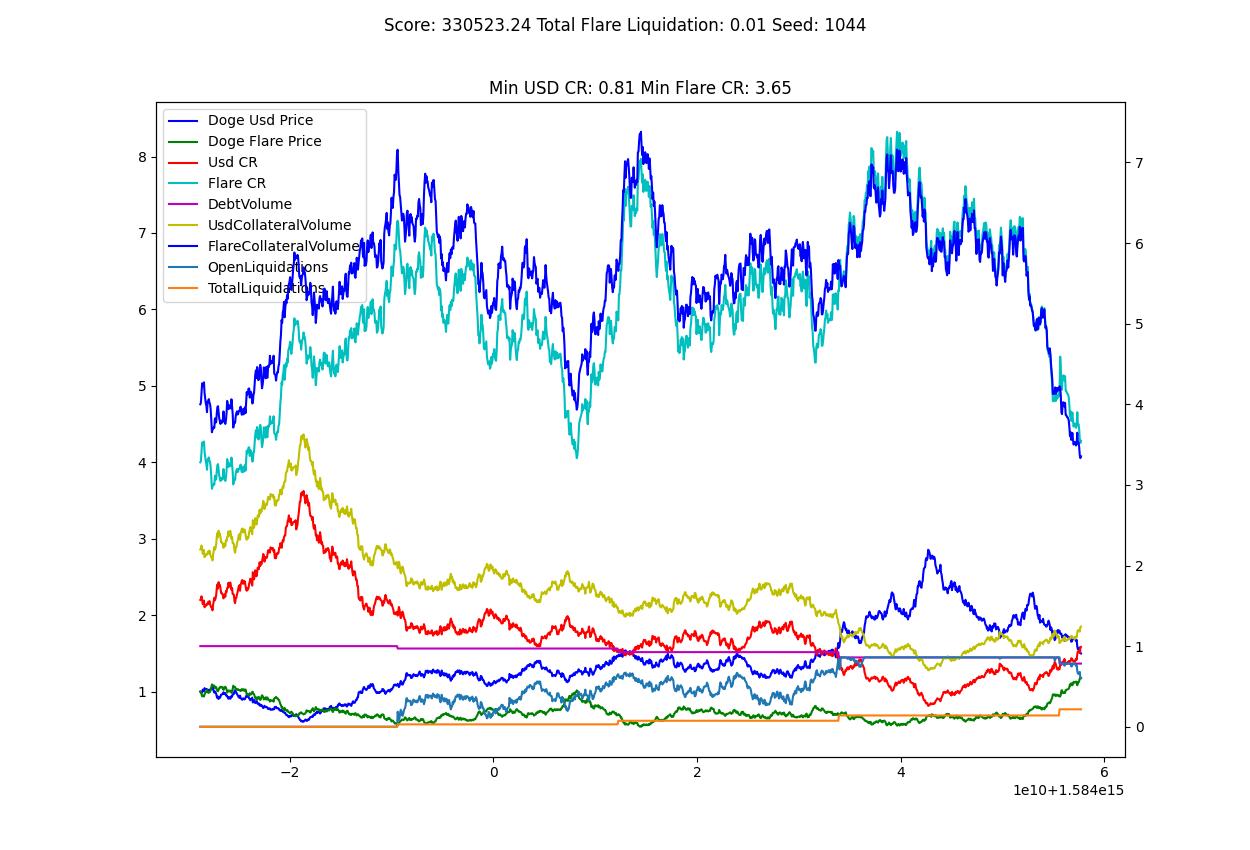 Score: 330523.24 Total Flare Liquidation: 0.01 Seed: 1044
Min USD CR: 0.81 Min Flare CR: 3.65
Doge Usd Price
Doge Flare Price
Usd CR
Flare CR
DebtVolume
UsdCollateralVolume
FlareCollateralVolume
OpenLiquidations
TotalLiquidations
8
7
6
5
4
3
2
1
7
6
5
4
3
2
1
0
−2
0
2
4
6
1e10+1.584e15